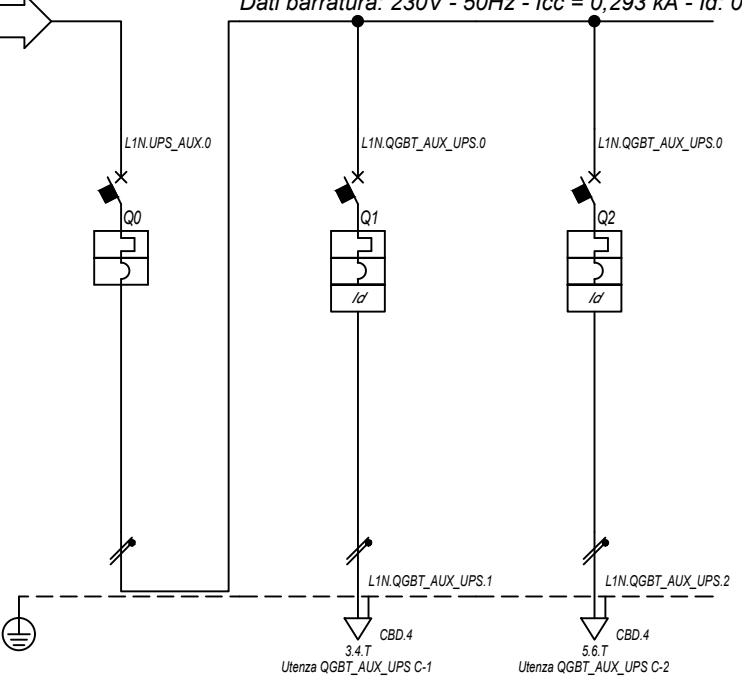 Dati barratura: 230V - 50Hz - Icc = 0,293 kA - Id: 0
L1N.UPS_AUX.0
L1N.QGBT_AUX_UPS.0
L1N.QGBT_AUX_UPS.0
Q0
Q1
Q2
Id
Id
L1N.QGBT_AUX_UPS.1
L1N.QGBT_AUX_UPS.2
CBD.4
CBD.4
3.4.T
5.6.T
Utenza QGBT_AUX_UPS C-1
Utenza QGBT_AUX_UPS C-2